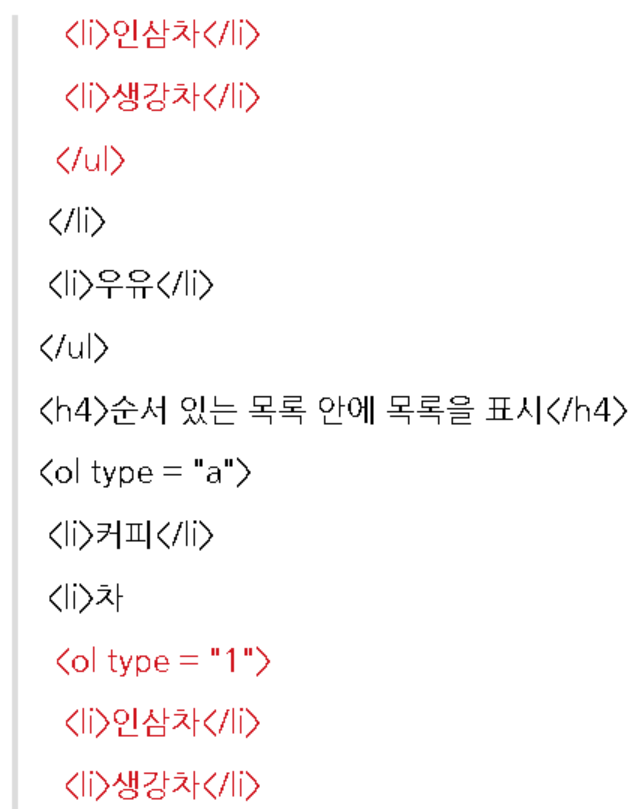 <li>인삼차</li>
<li>생강차</li>
</ul>
</li>
<li>우유</li>
</ul>
<h4>순서 있는 목록 안에 목록을 표시</h4>
<ol type = "a">
<li>커피</li>
<li>차
<ol type = "1">
<li>인삼차</li>
<li>생강차</li>